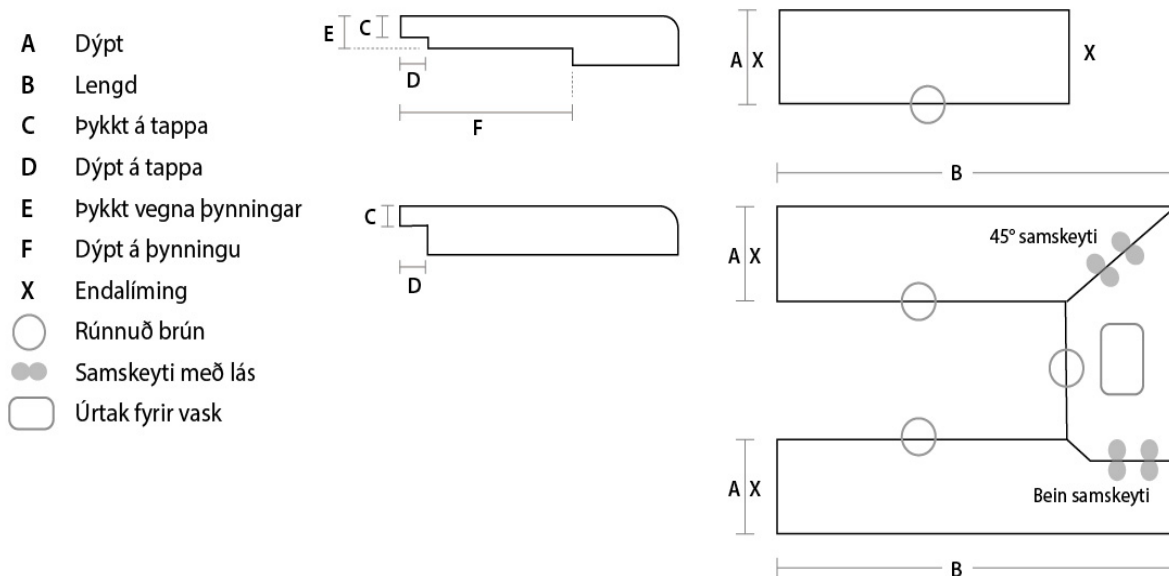 A Dýpt
B Lengd
C Þykkt á tappa
D Dýpt á tappa
E Þykkt vegna þynningar
F Dýpt á þynningu
X Endalíming
Rúnnuð brún
Samskeyti með lás
Úrtak fyrir vask
E C
D
F
C
D
A X X
B
A X 45° samskeyti
A X
Bein samskeyti
B